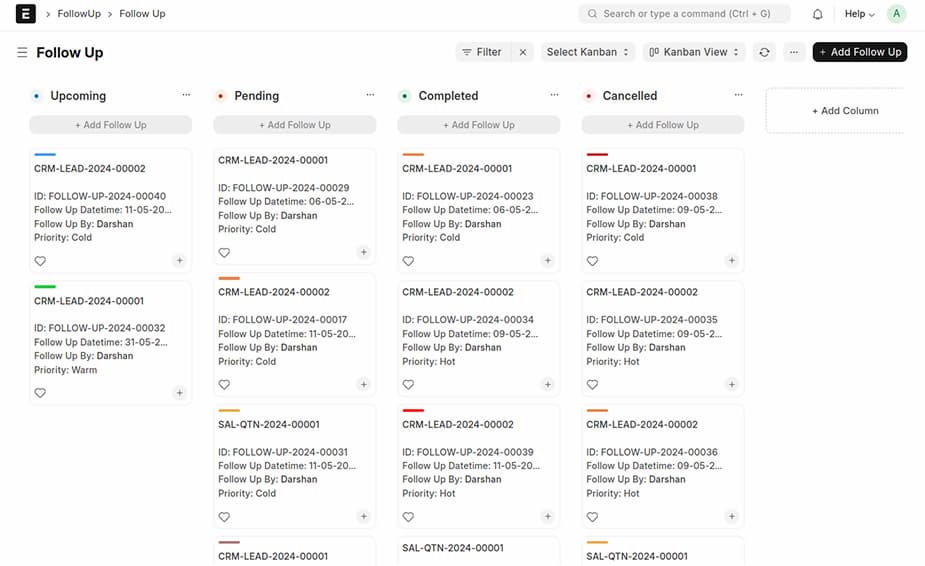 FollowUp > Follow Up
Search or type a command (Ctrl + G)
Help
A
Follow Up
Filter
Select Kanban
Kanban View
+ Add Follow Up
Upcoming
+ Add Follow Up
CRM-LEAD-2024-00002
ID: FOLLOW-UP-2024-00040
Follow Up Datetime: 11-05-20...
Follow Up By: Darshan
Priority: Cold
CRM-LEAD-2024-00001
ID: FOLLOW-UP-2024-00032
Follow Up Datetime: 31-05-2...
Follow Up By: Darshan
Priority: Warm
Pending
+ Add Follow Up
CRM-LEAD-2024-00001
ID: FOLLOW-UP-2024-00029
Follow Up Datetime: 06-05-2...
Follow Up By: Darshan
Priority: Cold
CRM-LEAD-2024-00002
ID: FOLLOW-UP-2024-00017
Follow Up Datetime: 11-05-20...
Follow Up By: Darshan
Priority: Cold
SAL-QTN-2024-00001
ID: FOLLOW-UP-2024-00031
Follow Up Datetime: 11-05-20...
Follow Up By: Darshan
Priority: Cold
CRM-LEAD-2024-00001
Completed
+ Add Follow Up
CRM-LEAD-2024-00001
ID: FOLLOW-UP-2024-00023
Follow Up Datetime: 06-05-2...
Follow Up By: Darshan
Priority: Cold
CRM-LEAD-2024-00002
ID: FOLLOW-UP-2024-00034
Follow Up Datetime: 09-05-2...
Follow Up By: Darshan
Priority: Hot
CRM-LEAD-2024-00002
ID: FOLLOW-UP-2024-00039
Follow Up Datetime: 11-05-20...
Follow Up By: Darshan
Priority: Hot
SAL-QTN-2024-00001
Cancelled
+ Add Follow Up
CRM-LEAD-2024-00001
ID: FOLLOW-UP-2024-00038
Follow Up Datetime: 09-05-2...
Follow Up By: Darshan
Priority: Cold
CRM-LEAD-2024-00002
ID: FOLLOW-UP-2024-00035
Follow Up Datetime: 09-05-2...
Follow Up By: Darshan
Priority: Hot
CRM-LEAD-2024-00002
ID: FOLLOW-UP-2024-00036
Follow Up Datetime: 09-05-2...
Follow Up By: Darshan
Priority: Hot
SAL-QTN-2024-00001
+ Add Column